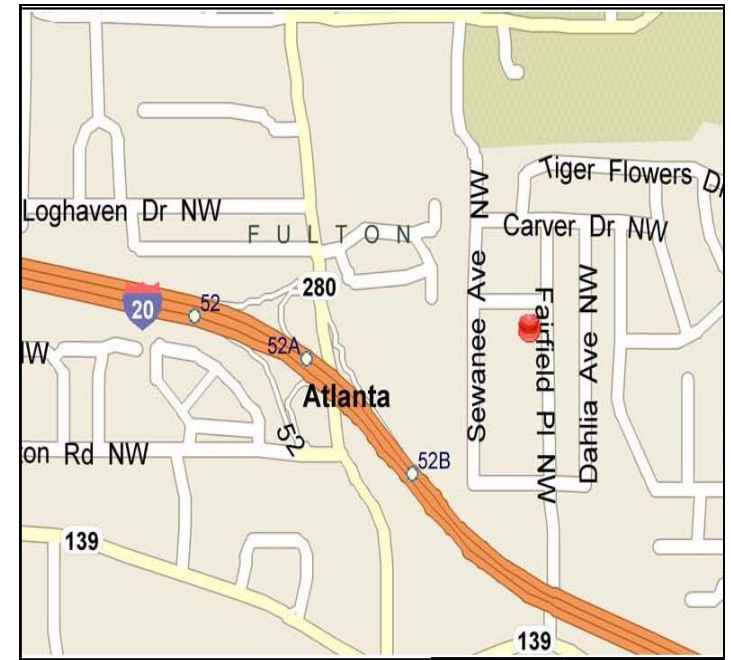 Tiger Flowers Dr
Loghaven Dr NW
Sewanee Ave NW
Carver Dr NW
FULTON
280
20
52
52A
Fairfield Pl NW
Dahlia Ave NW
NW
Atlanta
52
ton Rd NW
52B
139
139